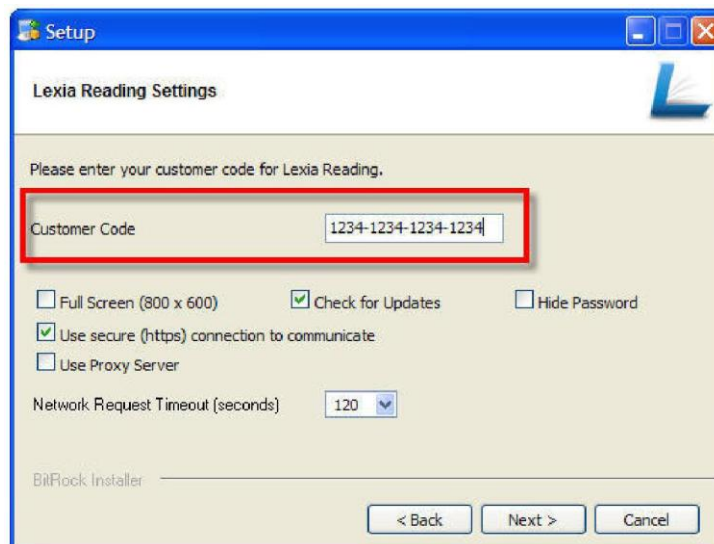 Setup
Lexia Reading Settings
Please enter your customer code for Lexia Reading.
Customer Code 1234-1234-1234-1234
Full Screen (800 x 600) Check for Updates Hide Password
Use secure (https) connection to communicate
Use Proxy Server
Network Request Timeout (seconds) 120
BitRock Installer
< Back Next > Cancel